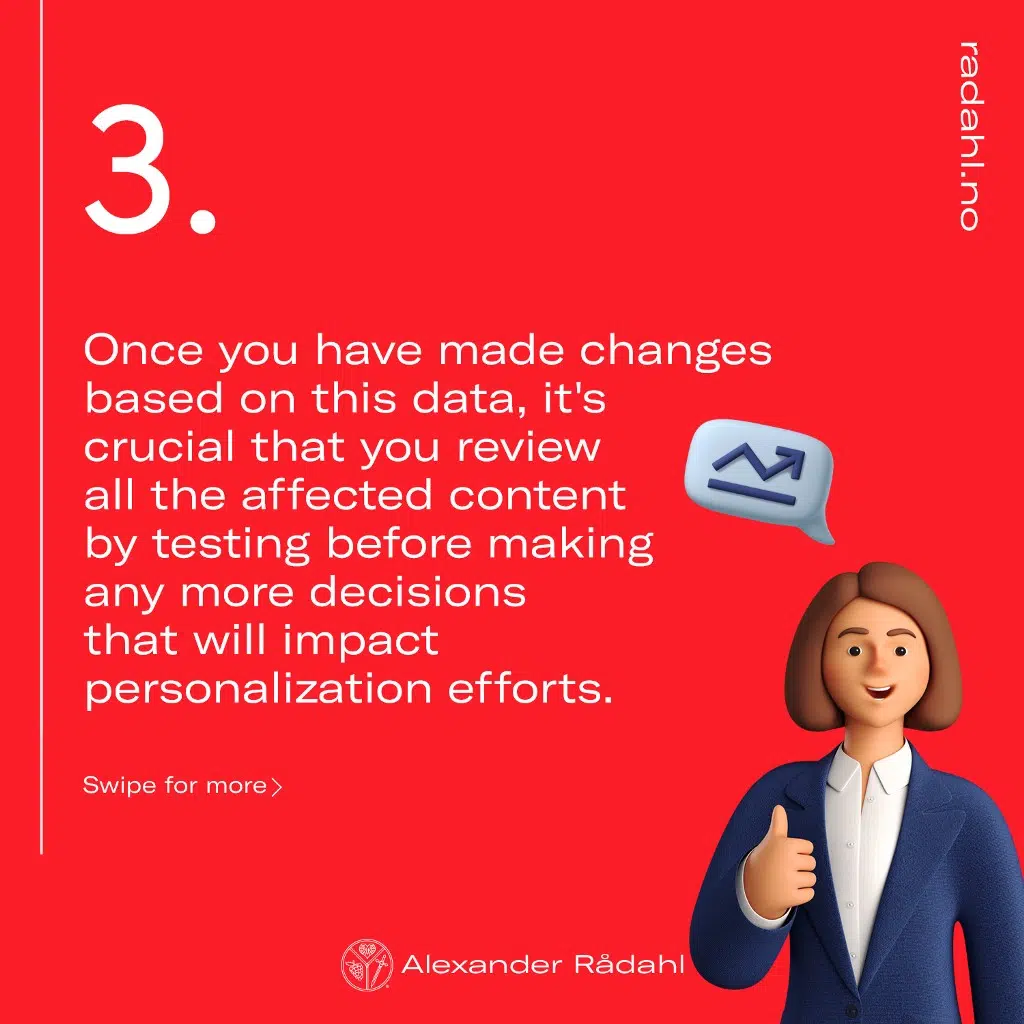 radahl.no
3.
Once you have made changes
based on this data, it's
crucial that you review
all the affected content
by testing before making
any more decisions
that will impact
personalization efforts.
Swipe for more
Alexander Rådahl